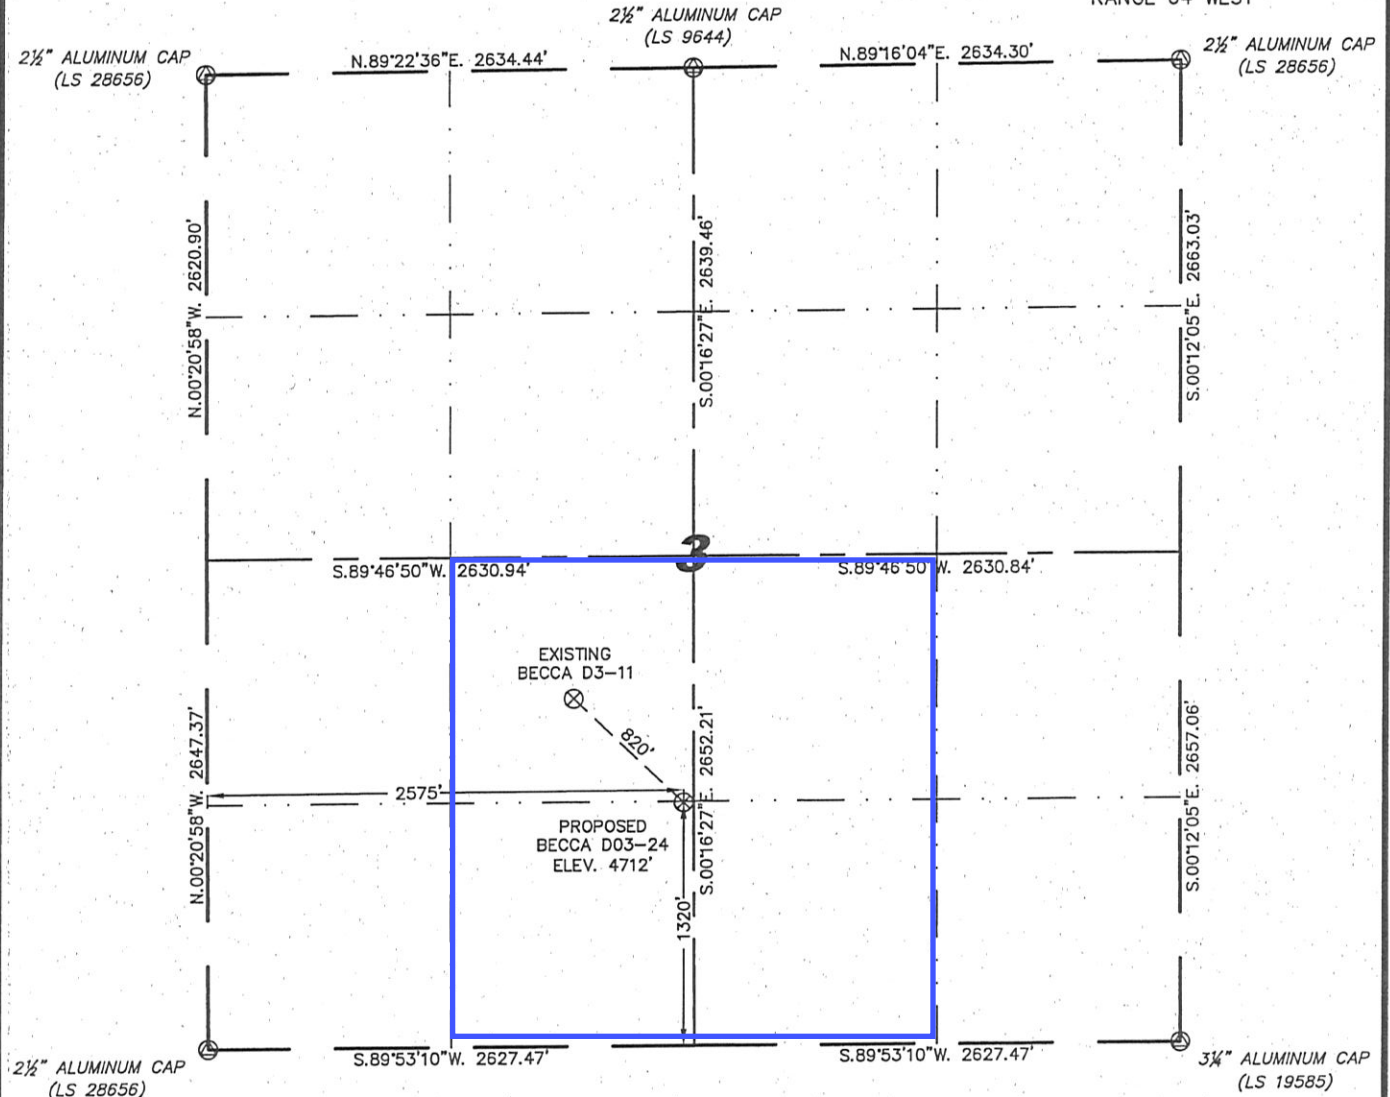 RANGE 64 WEST
2½" ALUMINUM CAP
(LS 9644)
2½" ALUMINUM CAP
(LS 28656)
N.89°22'36"E. 2634.44'
N.89°16'04"E. 2634.30'
2½" ALUMINUM CAP
(LS 28656)
N.00°20'58"W. 2620.90'
S.00°16'27"E. 2639.46'
S.00°12'05"E. 2663.03'
3
S.89°46'50"W. 2630.94'
S.89°46'50"W. 2630.84'
EXISTING
BECCA D3-11
820'
N.00°20'58"W. 2647.37'
S.00°16'27"E. 2652.21'
S.00°12'05"E. 2657.06'
2575'
PROPOSED
BECCA D03-24
ELEV. 4712'
1320'
S.89°53'10"W. 2627.47'
S.89°53'10"W. 2627.47'
2½" ALUMINUM CAP
(LS 28656)
3¼" ALUMINUM CAP
(LS 19585)